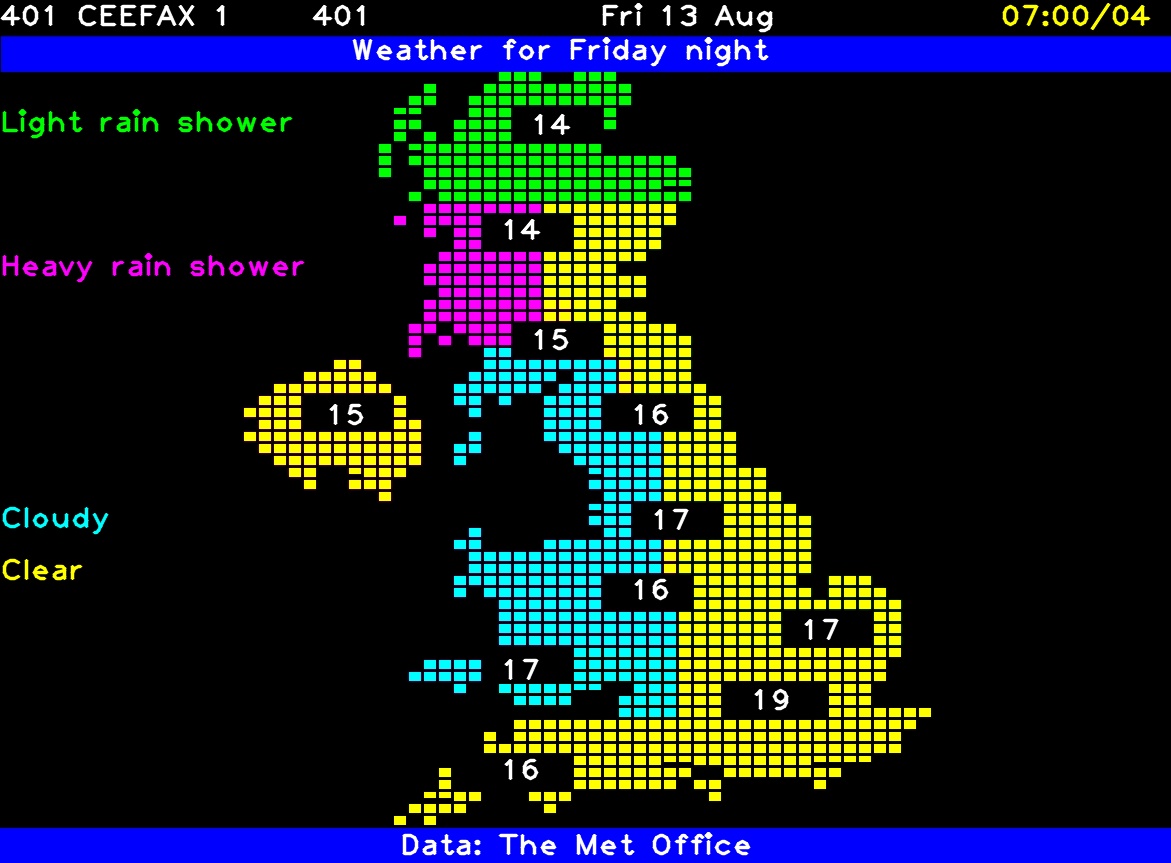 401 CEEFAX 1 401 Fri 13 Aug 07:00/04
Weather for Friday night
Light rain shower
14
14
Heavy rain shower
15
15 16
Cloudy 17
Clear
16
17
17
19
16
Data: The Met Office